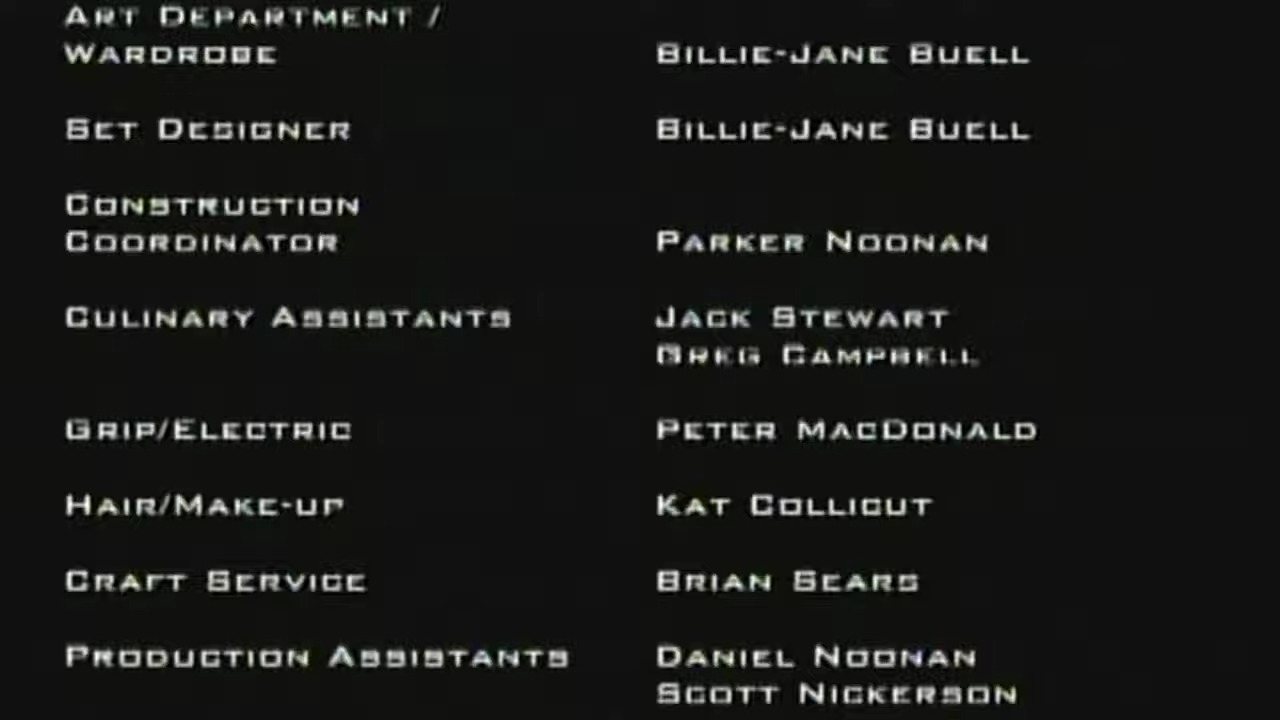 Art Department /
Wardrobe Billie-Jane Buell
Set Designer Billie-Jane Buell
Construction
Coordinator Parker Noonan
Culinary Assistants Jack Stewart
Greg Campbell
Grip/Electric Peter MacDonald
Hair/Make-up Kat Collicut
Craft Service Brian Sears
Production Assistants Daniel Noonan
Scott Nickerson